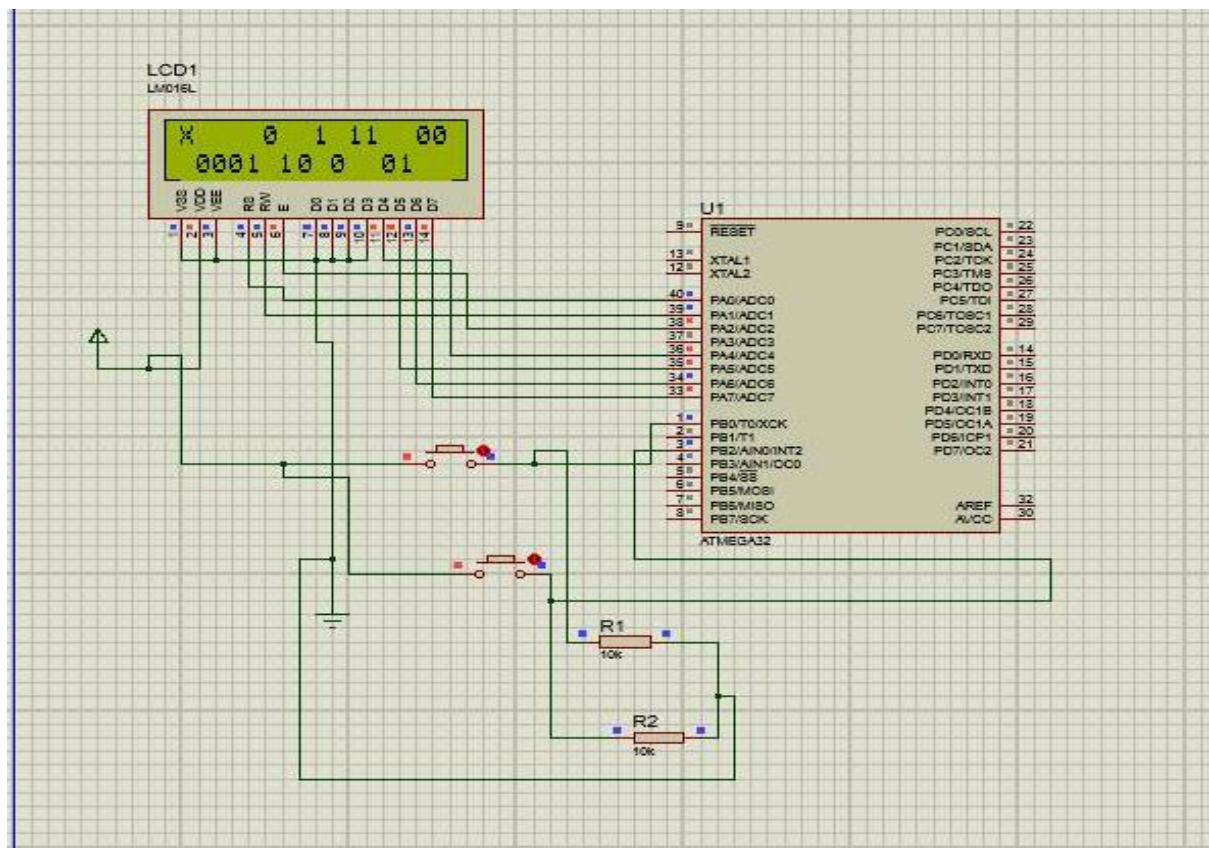 LCD1
LM016L
X 0 1 11 00
0001 10 0 01
VSS VDD VEE RS RW E D0 D1 D2 D3 D4 D5 D6 D7
1 2 3 4 5 6 7 8 9 10 11 12 13 14
U1
9 RESET
13 XTAL1
12 XTAL2
40 PA0/ADC0
39 PA1/ADC1
38 PA2/ADC2
37 PA3/ADC3
36 PA4/ADC4
35 PA5/ADC5
34 PA6/ADC6
33 PA7/ADC7
1 PB0/T0/XCK
2 PB1/T1
3 PB2/AIN0/INT2
4 PB3/AIN1/OC0
5 PB4/SS
6 PB5/MOSI
7 PB6/MISO
8 PB7/SCK
PC0/SCL 22
PC1/SDA 23
PC2/TCK 24
PC3/TMS 25
PC4/TDO 26
PC5/TDI 27
PC6/TOSC1 28
PC7/TOSC2 29
PD0/RXD 14
PD1/TXD 15
PD2/INT0 16
PD3/INT1 17
PD4/OC1B 18
PD5/OC1A 19
PD6/ICP1 20
PD7/OC2 21
AREF 32
AVCC 30
ATMEGA32
R1
10k
R2
10k